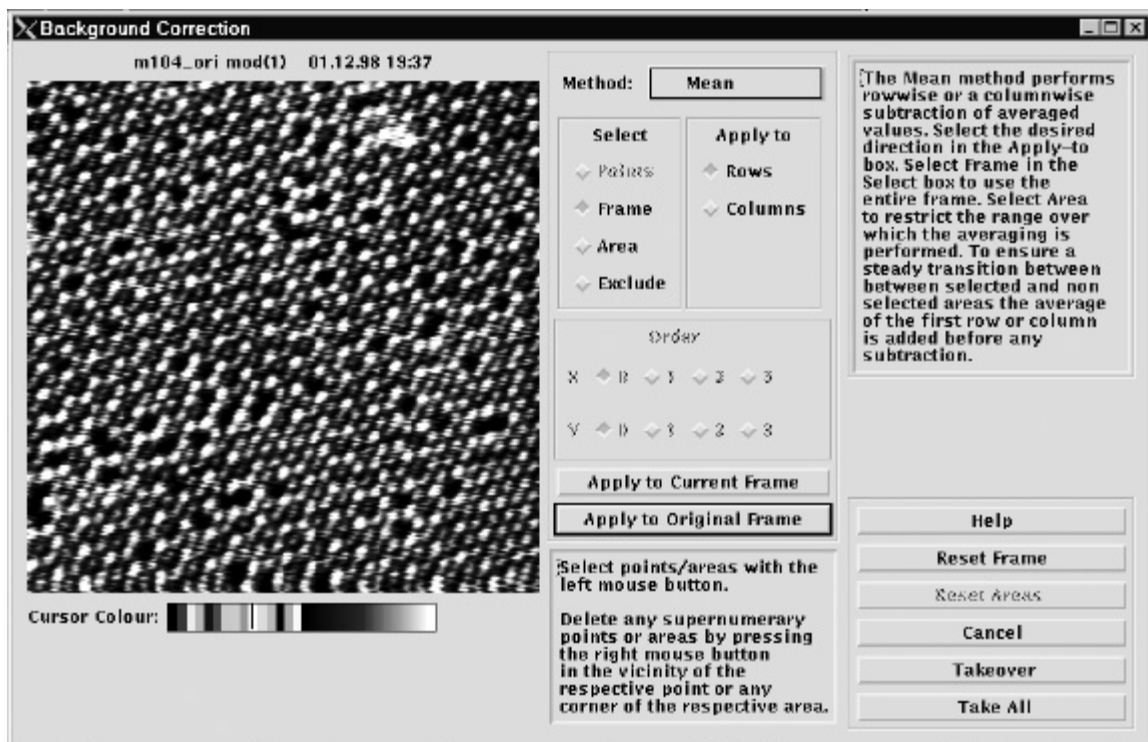 Background Correction
m104_ori mod(1) 01.12.98 19:37
Method: Mean
Select
Points
Frame
Area
Exclude
Apply to
Rows
Columns
Order
X 0 1 2 3
Y 0 1 2 3
Apply to Current Frame
Apply to Original Frame
Select points/areas with the
left mouse button.
Delete any supernumerary
points or areas by pressing
the right mouse button
in the vicinity of the
respective point or any
corner of the respective area.
Cursor Colour:
The Mean method performs
rowwise or a columnwise
subtraction of averaged
values. Select the desired
direction in the Apply-to
box. Select Frame in the
Select box to use the
entire frame. Select Area
to restrict the range over
which the averaging is
performed. To ensure a
steady transition between
between selected and non
selected areas the average
of the first row or column
is added before any
subtraction.
Help
Reset Frame
Reset Areas
Cancel
Takeover
Take All